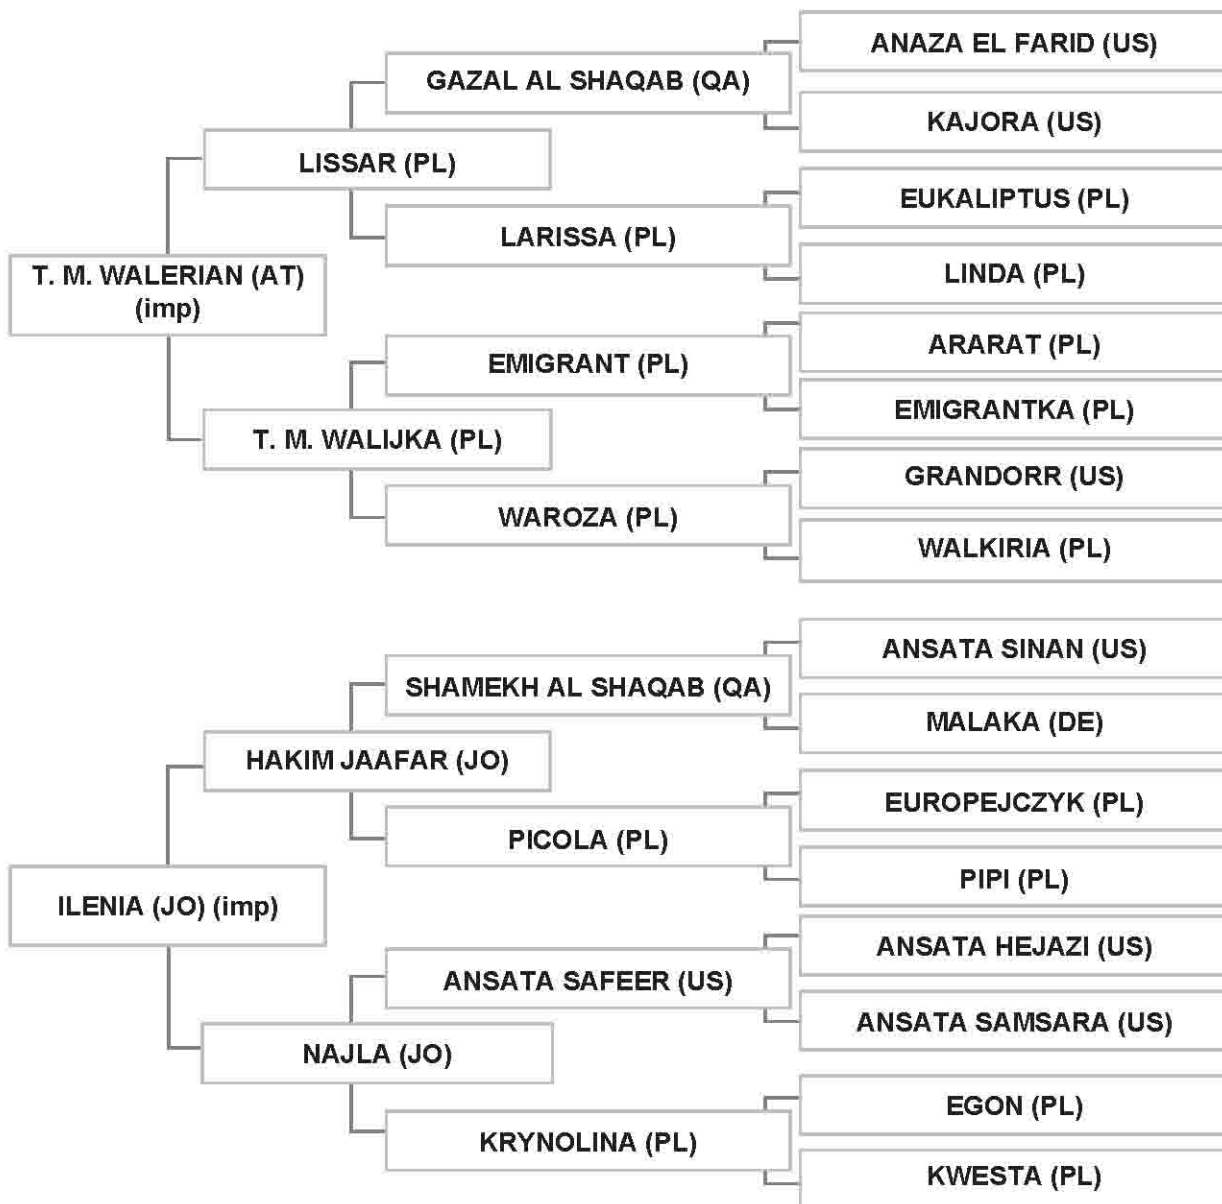 ANAZA EL FARID (US)
GAZAL AL SHAQAB (QA)
KAJORA (US)
LISSAR (PL)
EUKALIPTUS (PL)
LARISSA (PL)
LINDA (PL)
T. M. WALERIAN (AT)
(imp)
ARARAT (PL)
EMIGRANT (PL)
EMIGRANTKA (PL)
T. M. WALIJKA (PL)
GRANDORR (US)
WAROZA (PL)
WALKIRIA (PL)
ANSATA SINAN (US)
SHAMEKH AL SHAQAB (QA)
MALAKA (DE)
HAKIM JAAFAR (JO)
EUROPEJCZYK (PL)
PICOLA (PL)
PIPI (PL)
ILENIA (JO) (imp)
ANSATA HEJAZI (US)
ANSATA SAFEER (US)
ANSATA SAMSARA (US)
NAJLA (JO)
EGON (PL)
KRYNOLINA (PL)
KWESTA (PL)